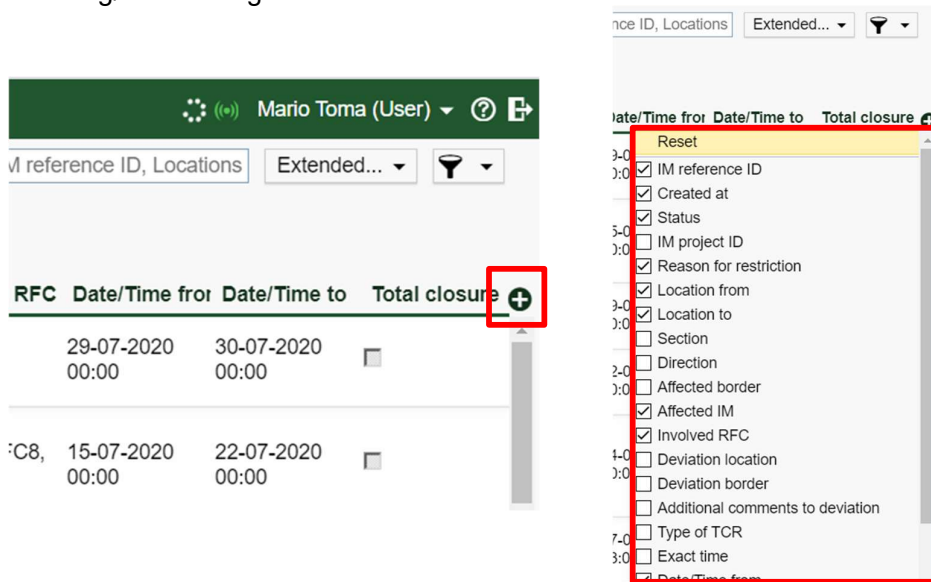 Mario Toma (User)
M reference ID, Locations Extended...
RFC Date/Time fror Date/Time to Total closure
29-07-2020 30-07-2020
00:00 00:00
FC8, 15-07-2020 22-07-2020
00:00 00:00
nce ID, Locations Extended...
Date/Time fror Date/Time to Total closure
Reset
IM reference ID
Created at
Status
IM project ID
Reason for restriction
Location from
Location to
Section
Direction
Affected border
Affected IM
Involved RFC
Deviation location
Deviation border
Additional comments to deviation
Type of TCR
Exact time
Date/Time from